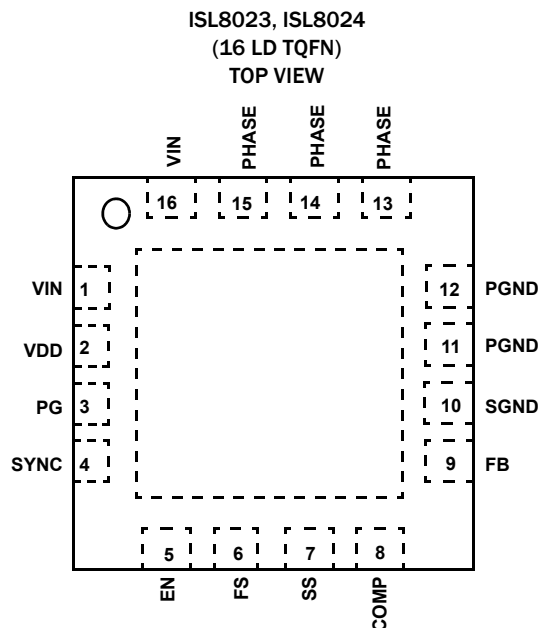 ISL8023, ISL8024
(16 LD TQFN)
TOP VIEW
VIN
PHASE
PHASE
PHASE
16
15
14
13
VIN 1
VDD 2
PG 3
SYNC 4
12 PGND
11 PGND
10 SGND
9 FB
5
6
7
8
EN
FS
SS
COMP